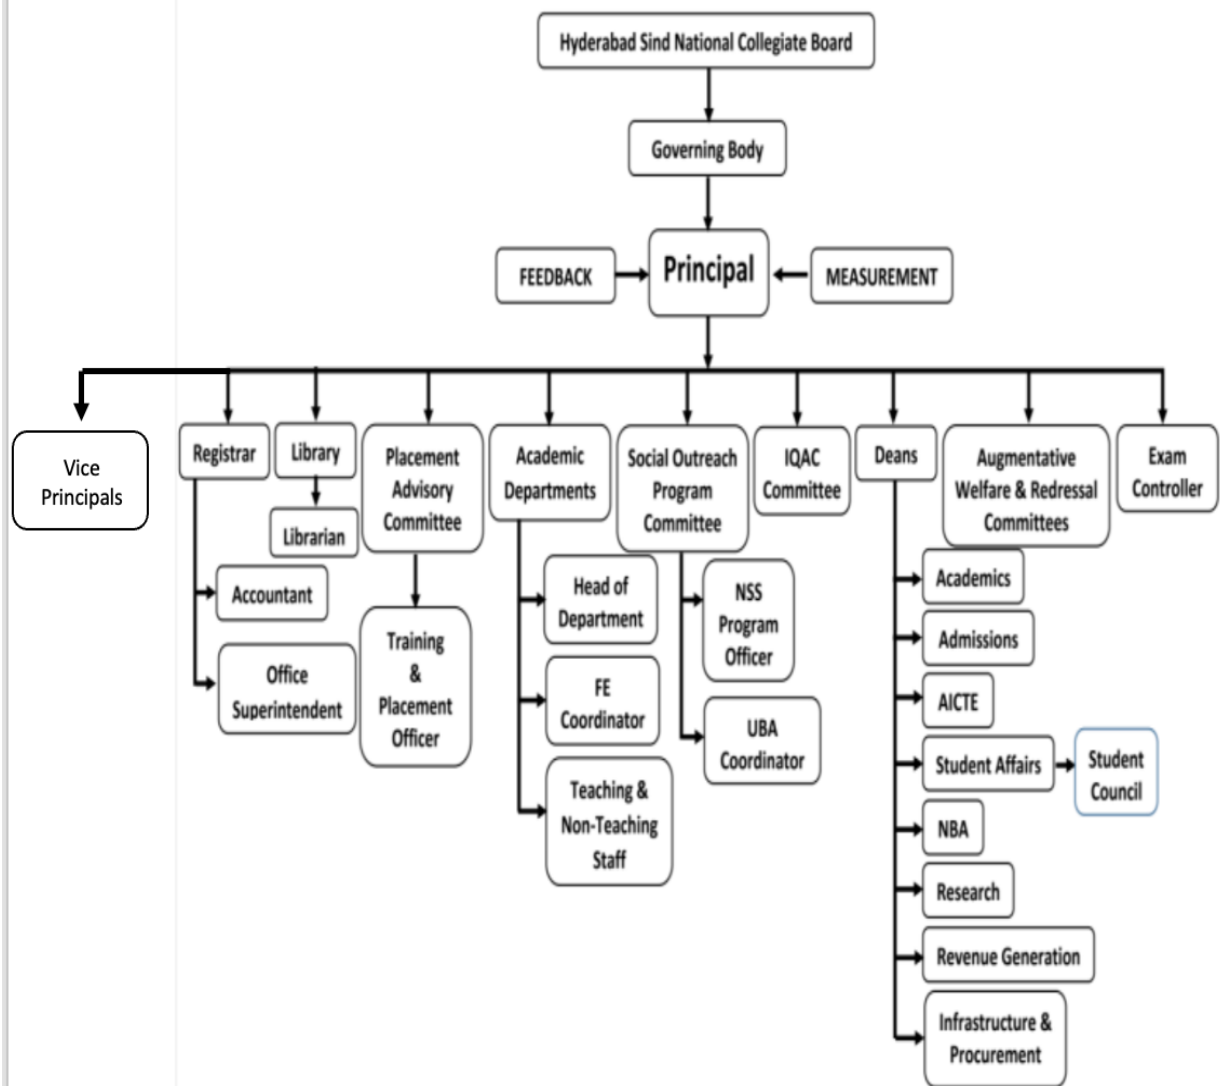 Hyderabad Sind National Collegiate Board
Governing Body
FEEDBACK
Principal
MEASUREMENT
Vice
Principals
Registrar
Library
Placement
Advisory
Committee
Academic
Departments
Social Outreach
Program
Committee
IQAC
Committee
Deans
Augmentative
Welfare & Redressal
Committees
Exam
Controller
Librarian
Accountant
Office
Superintendent
Training
&
Placement
Officer
Head of
Department
FE
Coordinator
Teaching &
Non-Teaching
Staff
NSS
Program
Officer
UBA
Coordinator
Academics
Admissions
AICTE
Student Affairs
Student
Council
NBA
Research
Revenue Generation
Infrastructure &
Procurement